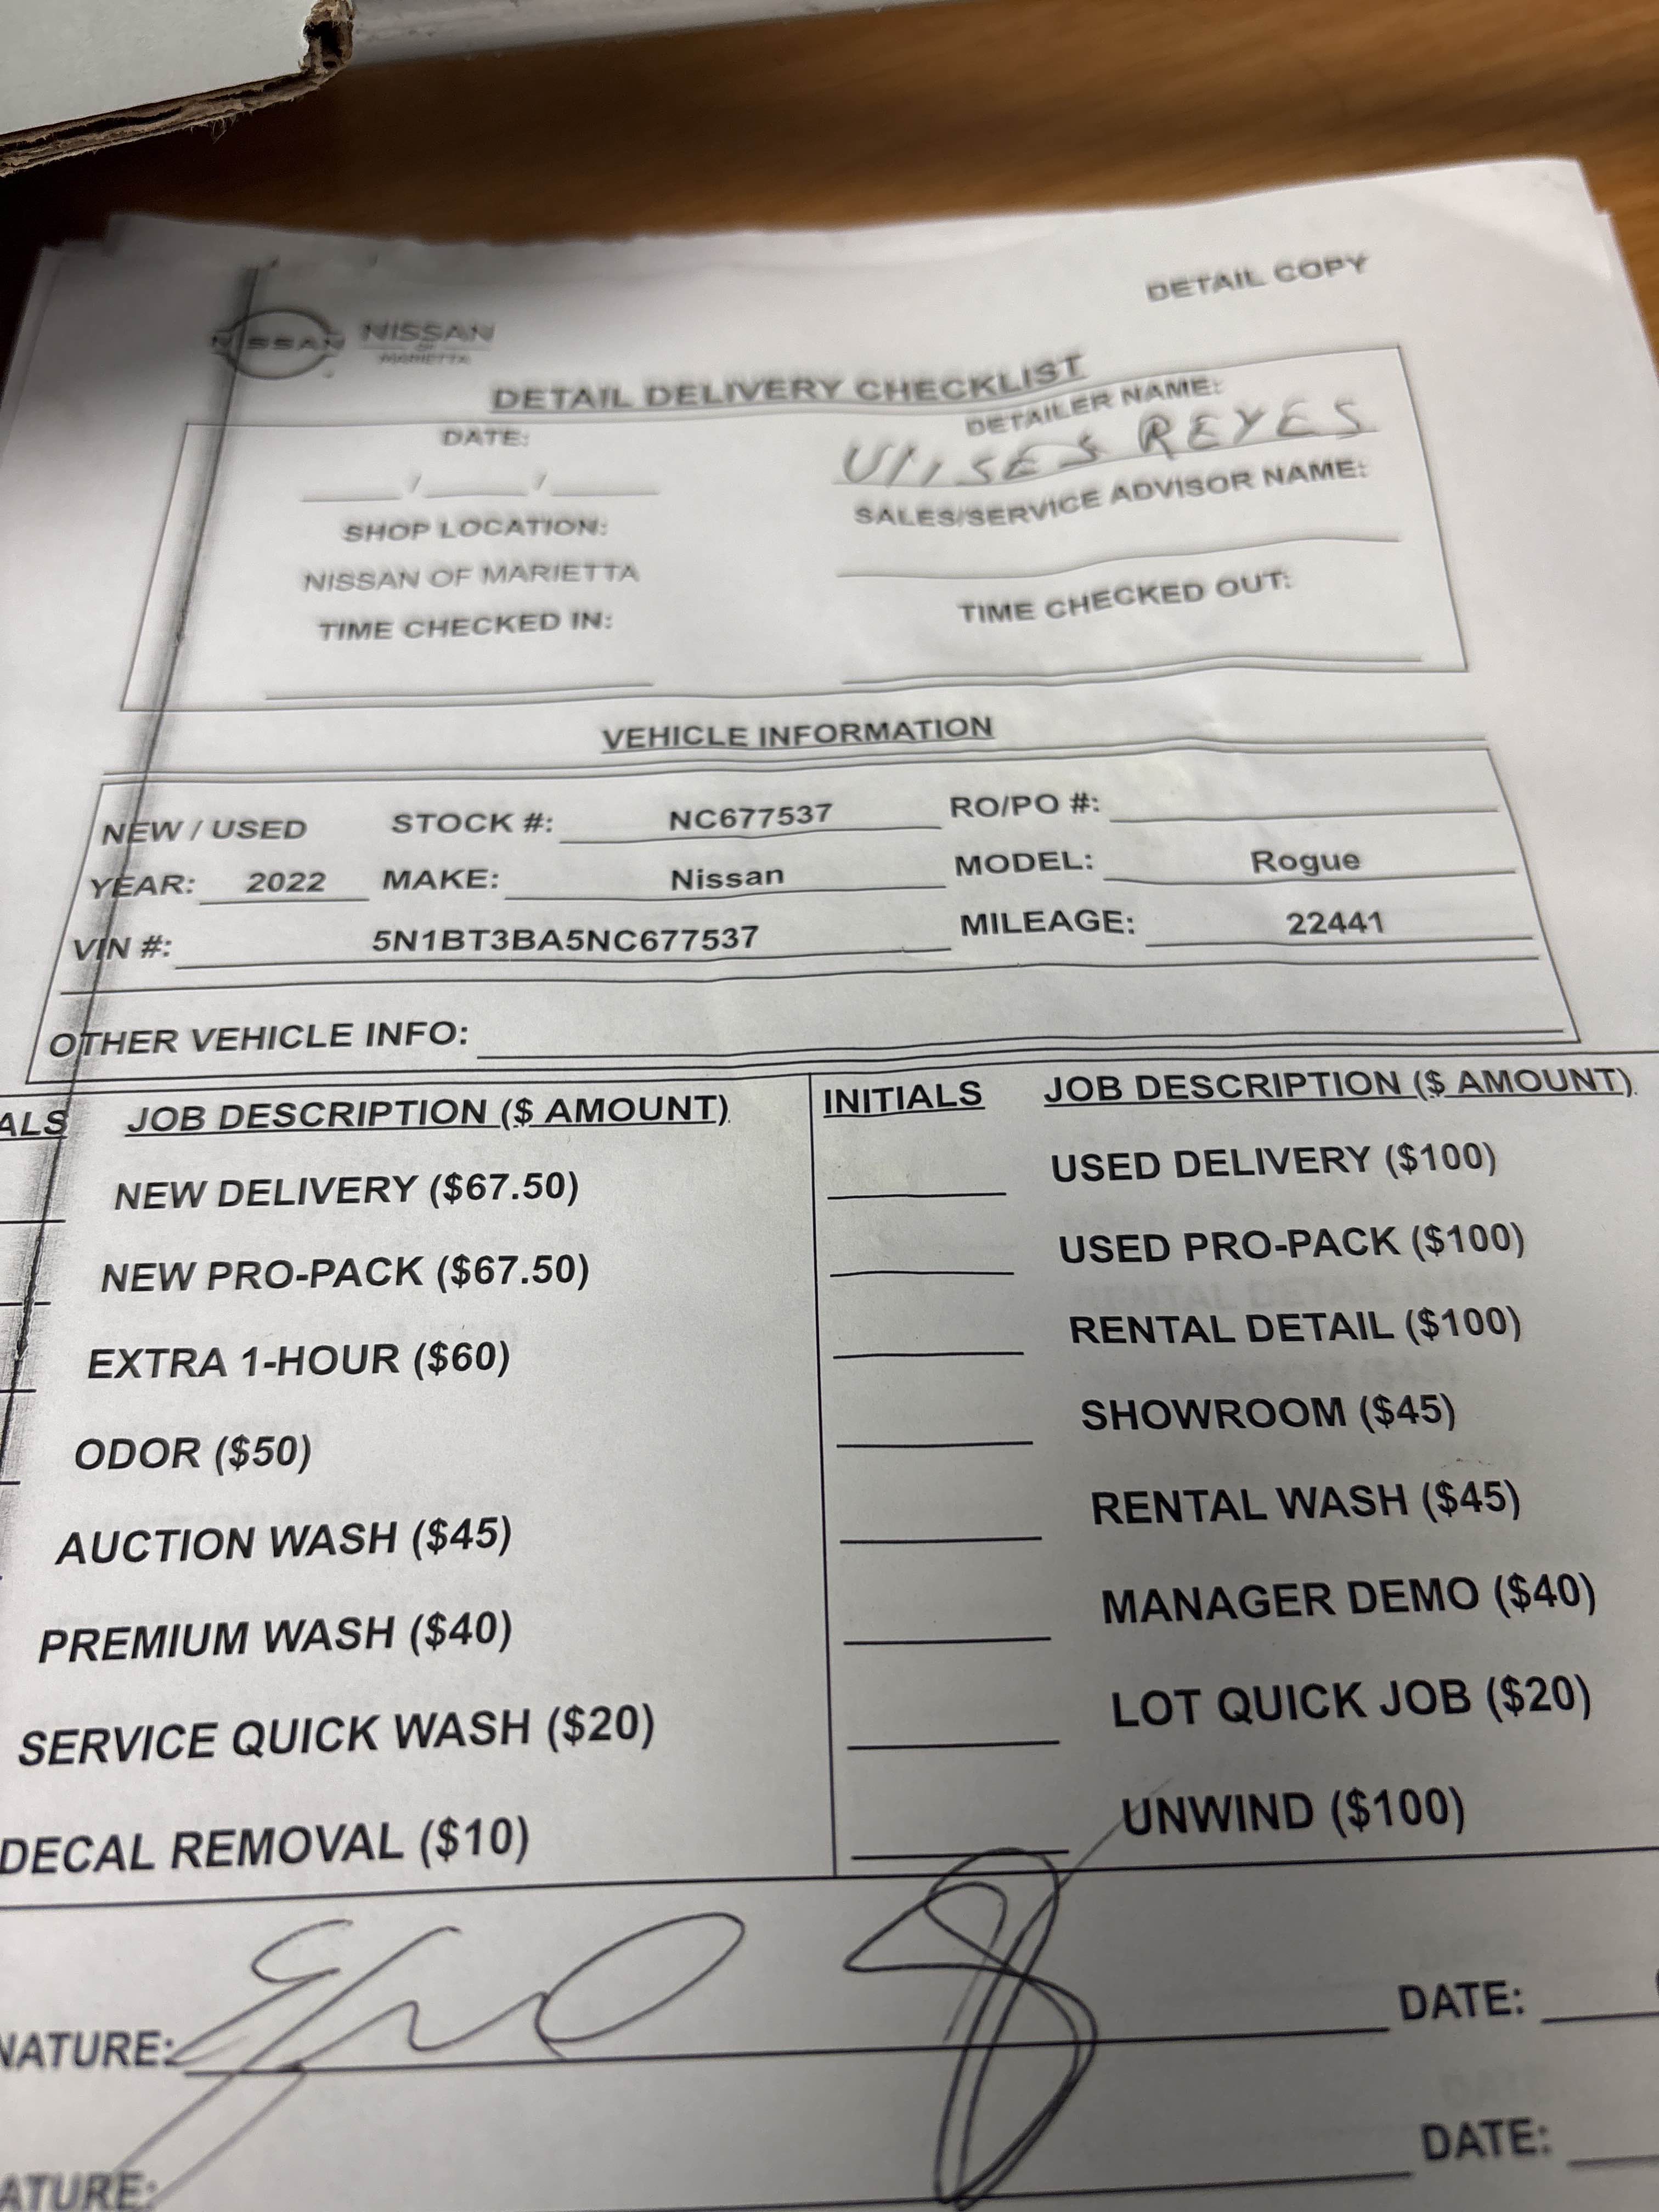 DETAIL COPY
NISSAN NISSAN
OF
MARIETTA
DETAIL DELIVERY CHECKLIST
DATE: DETAILER NAME:
/ / Ulises REYES
SHOP LOCATION: SALES/SERVICE ADVISOR NAME:
NISSAN OF MARIETTA
TIME CHECKED IN: TIME CHECKED OUT:
VEHICLE INFORMATION
NEW / USED STOCK #: NC677537 RO/PO #:
YEAR: 2022 MAKE: Nissan MODEL: Rogue
VIN #: 5N1BT3BA5NC677537 MILEAGE: 22441
OTHER VEHICLE INFO:
ALS JOB DESCRIPTION ($ AMOUNT) INITIALS JOB DESCRIPTION ($ AMOUNT)
NEW DELIVERY ($67.50) USED DELIVERY ($100)
NEW PRO-PACK ($67.50) USED PRO-PACK ($100)
EXTRA 1-HOUR ($60) RENTAL DETAIL ($100)
ODOR ($50) SHOWROOM ($45)
AUCTION WASH ($45) RENTAL WASH ($45)
PREMIUM WASH ($40) MANAGER DEMO ($40)
SERVICE QUICK WASH ($20) LOT QUICK JOB ($20)
DECAL REMOVAL ($10) UNWIND ($100)
NATURE: DATE:
ATURE: DATE: